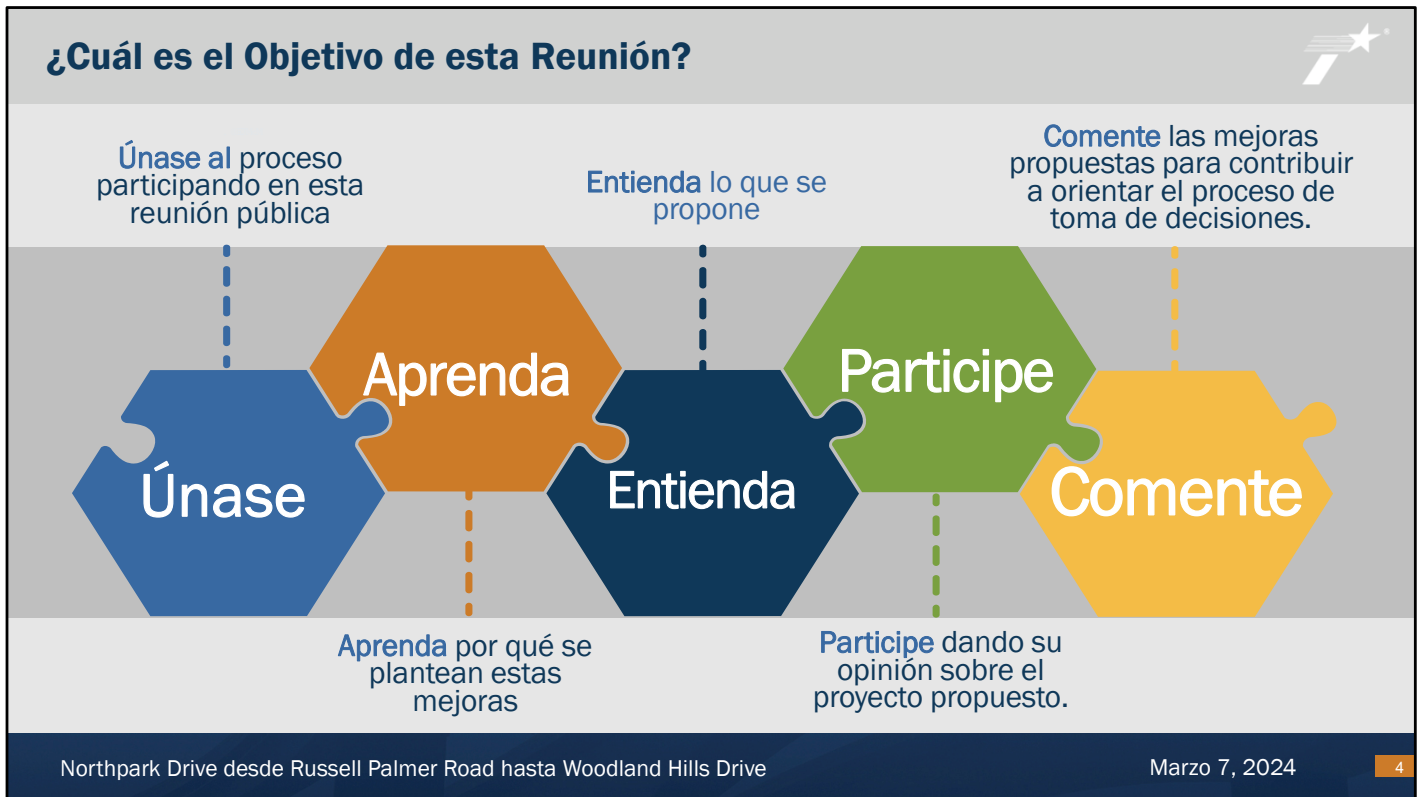 ¿Cuál es el Objetivo de esta Reunión?
Únase al proceso
participando en esta
reunión pública
Entienda lo que se
propone
Comente las mejoras
propuestas para contribuir
a orientar el proceso de
toma de decisiones.
Únase
Aprenda
Entienda
Participe
Comente
Aprenda por qué se
plantean estas
mejoras
Participe dando su
opinión sobre el
proyecto propuesto.
Northpark Drive desde Russell Palmer Road hasta Woodland Hills Drive
Marzo 7, 2024
4